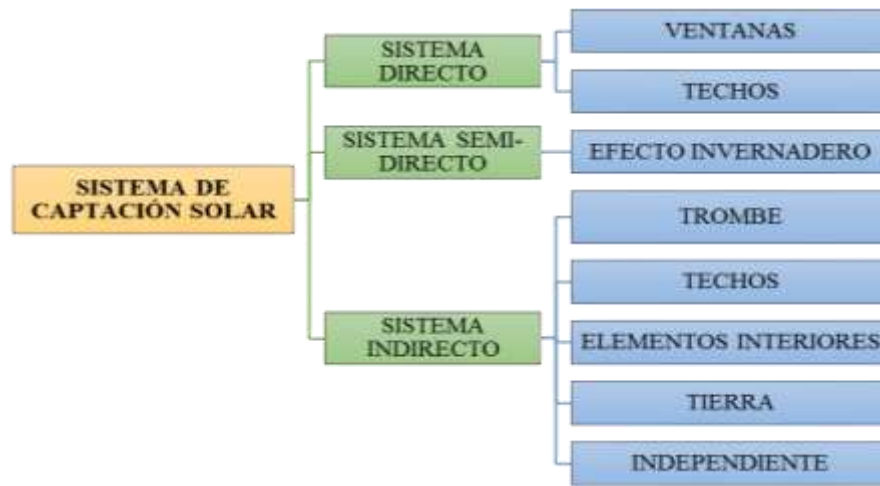 SISTEMA DE
CAPTACIÓN SOLAR
SISTEMA
DIRECTO
VENTANAS
TECHOS
SISTEMA SEMI-
DIRECTO
EFECTO INVERNADERO
SISTEMA
INDIRECTO
TROMBE
TECHOS
ELEMENTOS INTERIORES
TIERRA
INDEPENDIENTE